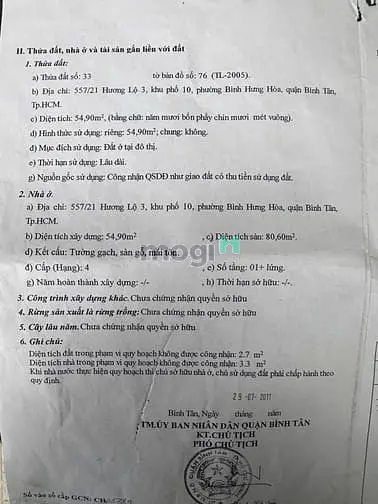 II. Thửa đất, nhà ở và tài sản gắn liền với đất
1. Thửa đất:
a) Thửa đất số: 33 tờ bản đồ số: 76 (TL-2005).
b) Địa chỉ: 557/21 Hương Lộ 3, khu phố 10, phường Bình Hưng Hòa, quận Bình Tân,
Tp.HCM.
c) Diện tích: 54,90m², (bằng chữ: năm mươi bốn phẩy chín mươi mét vuông).
d) Hình thức sử dụng: riêng: 54,90m²; chung: không.
đ) Mục đích sử dụng: Đất ở tại đô thị.
e) Thời hạn sử dụng: Lâu dài.
g) Nguồn gốc sử dụng: Công nhận QSDĐ như giao đất có thu tiền sử dụng đất.
2. Nhà ở.
a) Địa chỉ: 557/21 Hương Lộ 3, khu phố 10, phường Bình Hưng Hòa, quận Bình Tân,
Tp.HCM.
b) Diện tích xây dựng: 54,90m² , c) Diện tích sàn: 80,60m².
mogi
d) Kết cấu: Tường gạch, sàn gỗ, mái tôn.
đ) Cấp (Hạng): 4 , e) Số tầng: 01+ lửng.
g) Năm hoàn thành xây dựng: -/- , h) Thời hạn sở hữu: -/-.
3. Công trình xây dựng khác. Chưa chứng nhận quyền sở hữu
4. Rừng sản xuất là rừng trồng: Chưa chứng nhận quyền sở hữu
5. Cây lâu năm. Chưa chứng nhận quyền sở hữu
6. Ghi chú:
Diện tích đất trong phạm vi quy hoạch không được công nhận: 2.7 m²
Diện tích nhà trong phạm vi quy hoạch không được công nhận: 3.3 m²
Khi nhà nước thực hiện quy hoạch thì chủ sở hữu nhà ở, chủ sử dụng đất phải chấp hành theo
quy định.
29-07-2011
Bình Tân, Ngày tháng năm
TM.ỦY BAN NHÂN DÂN QUẬN BÌNH TÂN
KT.CHỦ TỊCH
PHÓ CHỦ TỊCH
Số vào sổ cấp GCN: